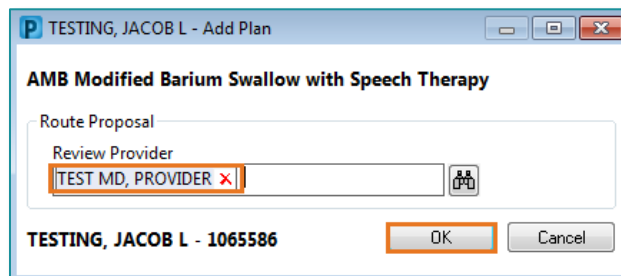 P TESTING, JACOB L - Add Plan
AMB Modified Barium Swallow with Speech Therapy
Route Proposal
Review Provider
TEST MD, PROVIDER
TESTING, JACOB L - 1065586
OK
Cancel